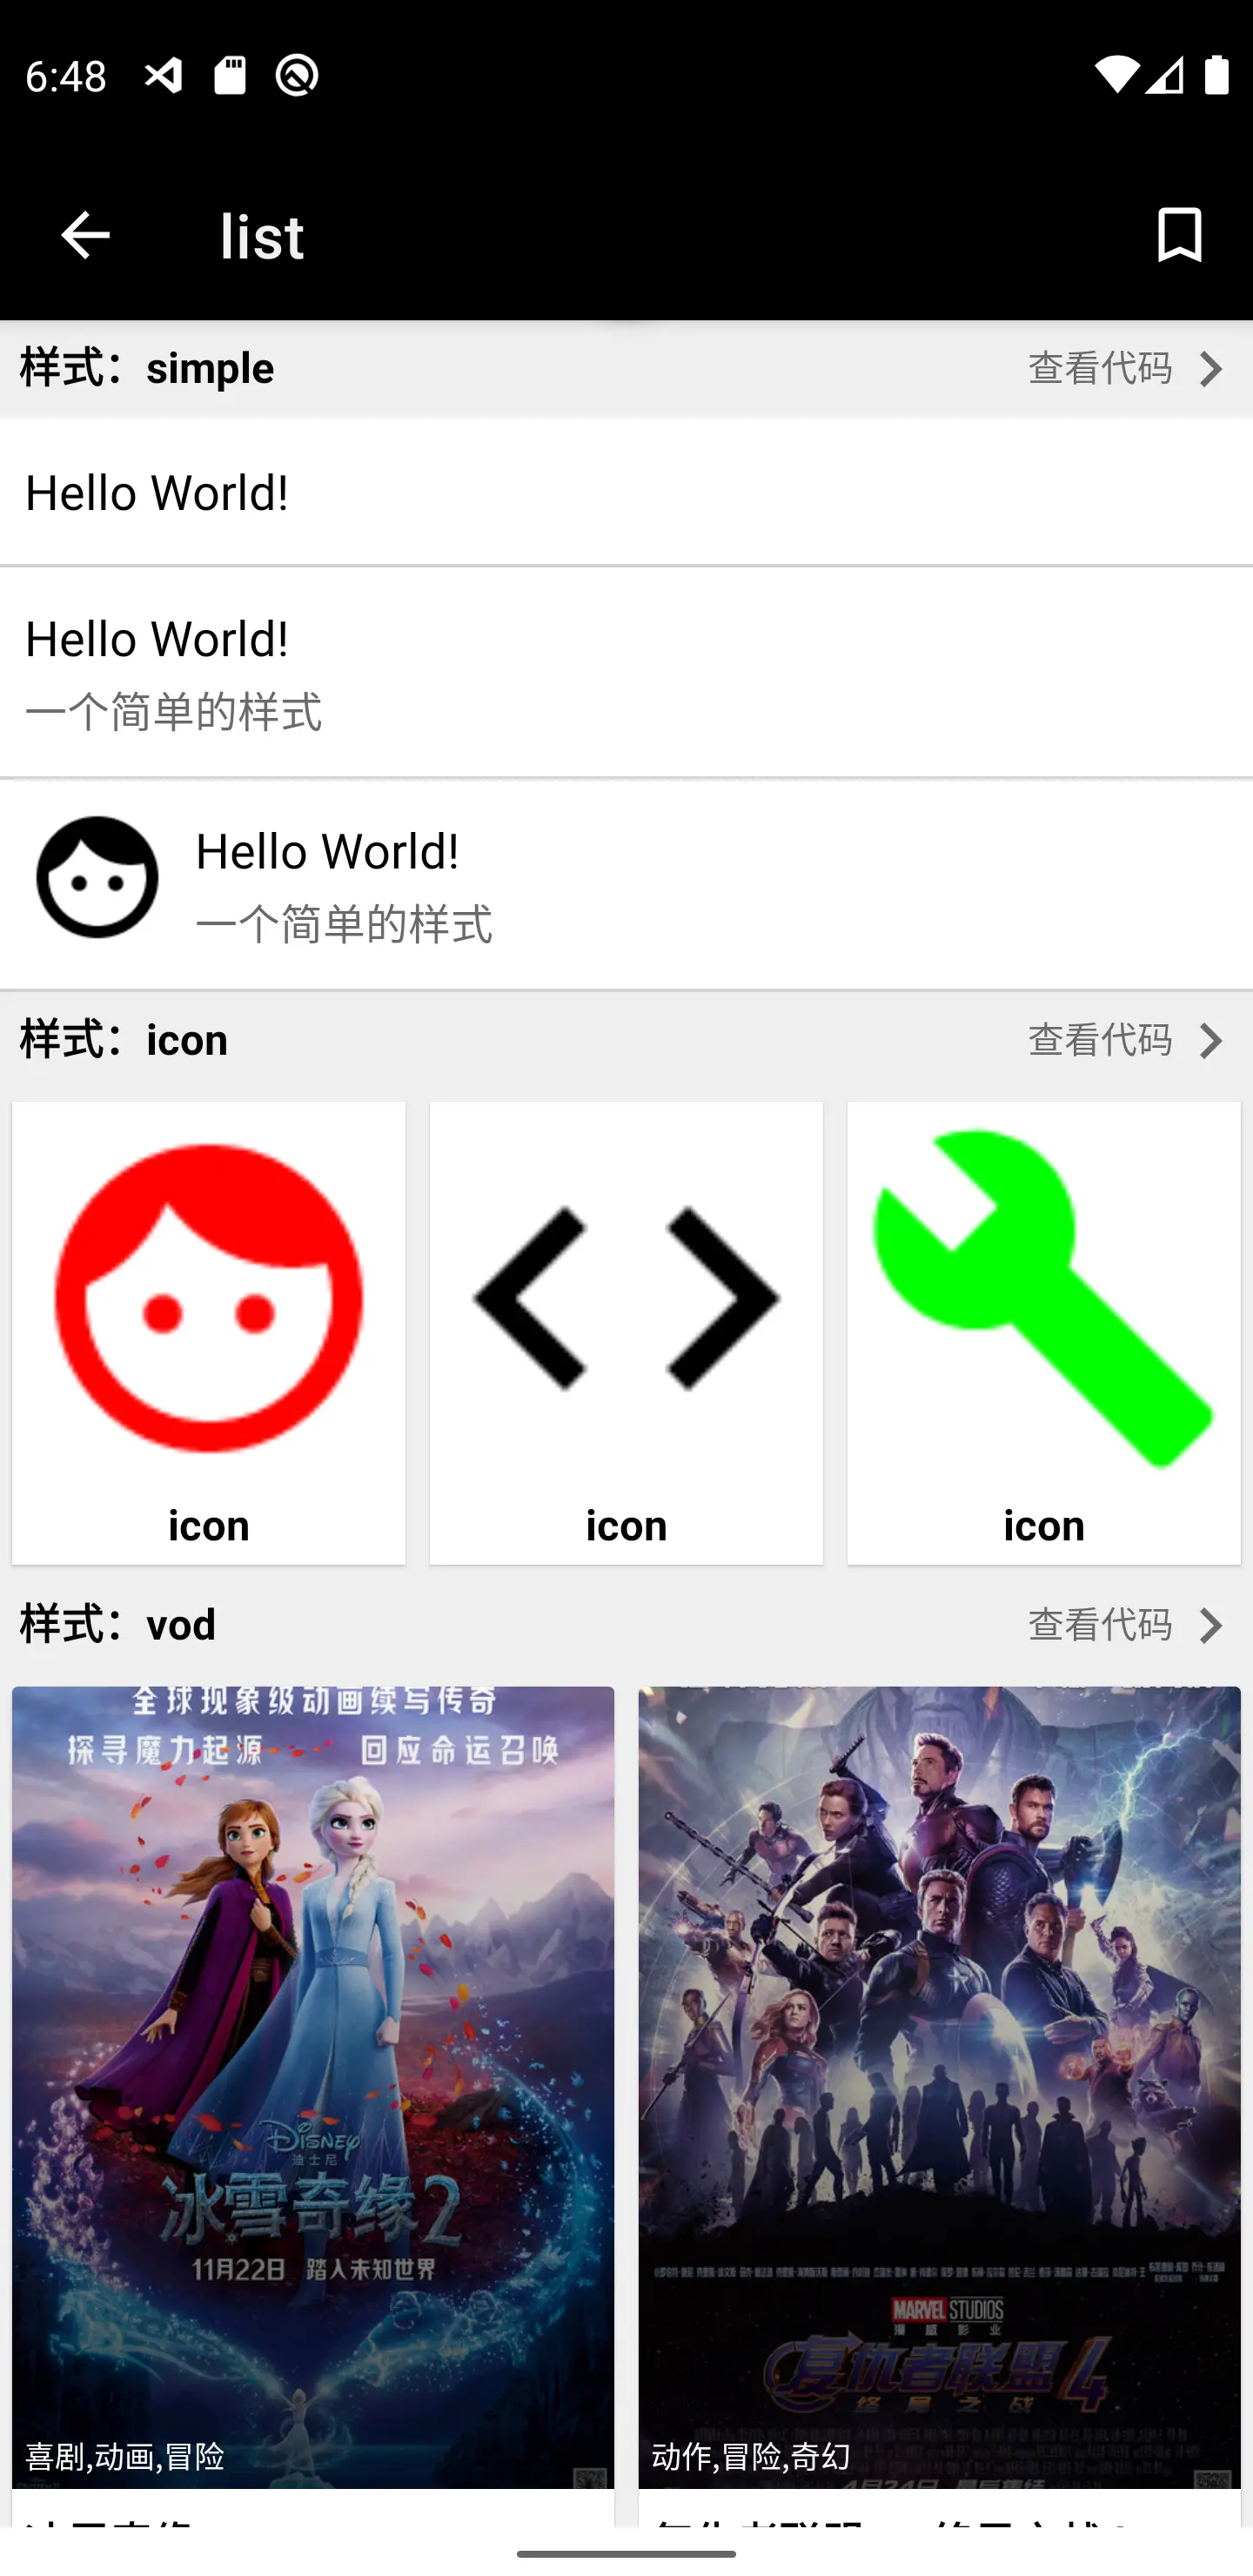 6:48
list
样式：simple
查看代码
Hello World!
Hello World!
一个简单的样式
Hello World!
一个简单的样式
样式：icon
查看代码
icon
icon
icon
样式：vod
查看代码
全球现象级动画续写传奇
探寻魔力起源 回应命运召唤
Disney
迪士尼
冰雪奇缘2
11月22日 踏入未知世界
喜剧,动画,冒险
MARVEL STUDIOS
漫威影业
复仇者联盟4
终局之战
动作,冒险,奇幻